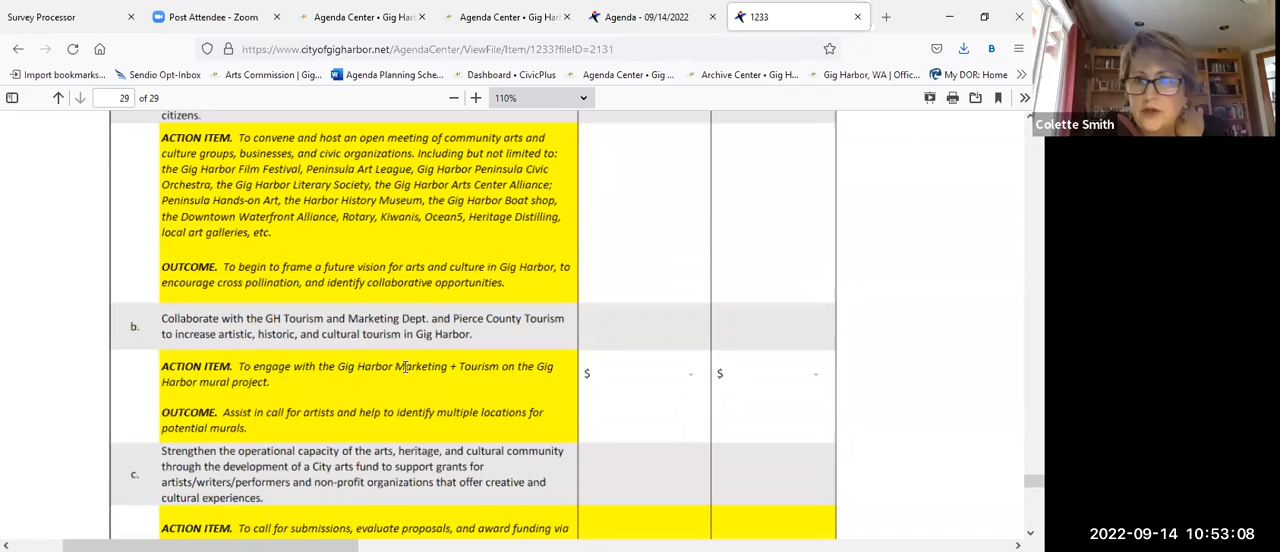 Survey Processor
Post Attendee - Zoom
Agenda Center • Gig Har
Agenda Center • Gig Har
Agenda - 09/14/2022
1233
https://www.cityofgigharbor.net/AgendaCenter/ViewFile/Item/1233?fileID=2131
Import bookmarks...
Sendio Opt-Inbox
Arts Commission | Gig...
Agenda Planning Sche...
Dashboard • CivicPlus
Agenda Center • Gig ...
Archive Center • Gig H...
Gig Harbor, WA | Offic...
My DOR: Home
29 of 29
110%
Colette Smith
citizens.
ACTION ITEM. To convene and host an open meeting of community arts and
culture groups, businesses, and civic organizations. Including but not limited to:
the Gig Harbor Film Festival, Peninsula Art League, Gig Harbor Peninsula Civic
Orchestra, the Gig Harbor Literary Society, the Gig Harbor Arts Center Alliance;
Peninsula Hands-on Art, the Harbor History Museum, the Gig Harbor Boat shop,
the Downtown Waterfront Alliance, Rotary, Kiwanis, Ocean5, Heritage Distilling,
local art galleries, etc.
OUTCOME. To begin to frame a future vision for arts and culture in Gig Harbor, to
encourage cross pollination, and identify collaborative opportunities.
b.
Collaborate with the GH Tourism and Marketing Dept. and Pierce County Tourism
to increase artistic, historic, and cultural tourism in Gig Harbor.
ACTION ITEM. To engage with the Gig Harbor Marketing + Tourism on the Gig
Harbor mural project.
$ -
$ -
OUTCOME. Assist in call for artists and help to identify multiple locations for
potential murals.
c.
Strengthen the operational capacity of the arts, heritage, and cultural community
through the development of a City arts fund to support grants for
artists/writers/performers and non-profit organizations that offer creative and
cultural experiences.
ACTION ITEM. To call for submissions, evaluate proposals, and award funding via
2022-09-14 10:53:08